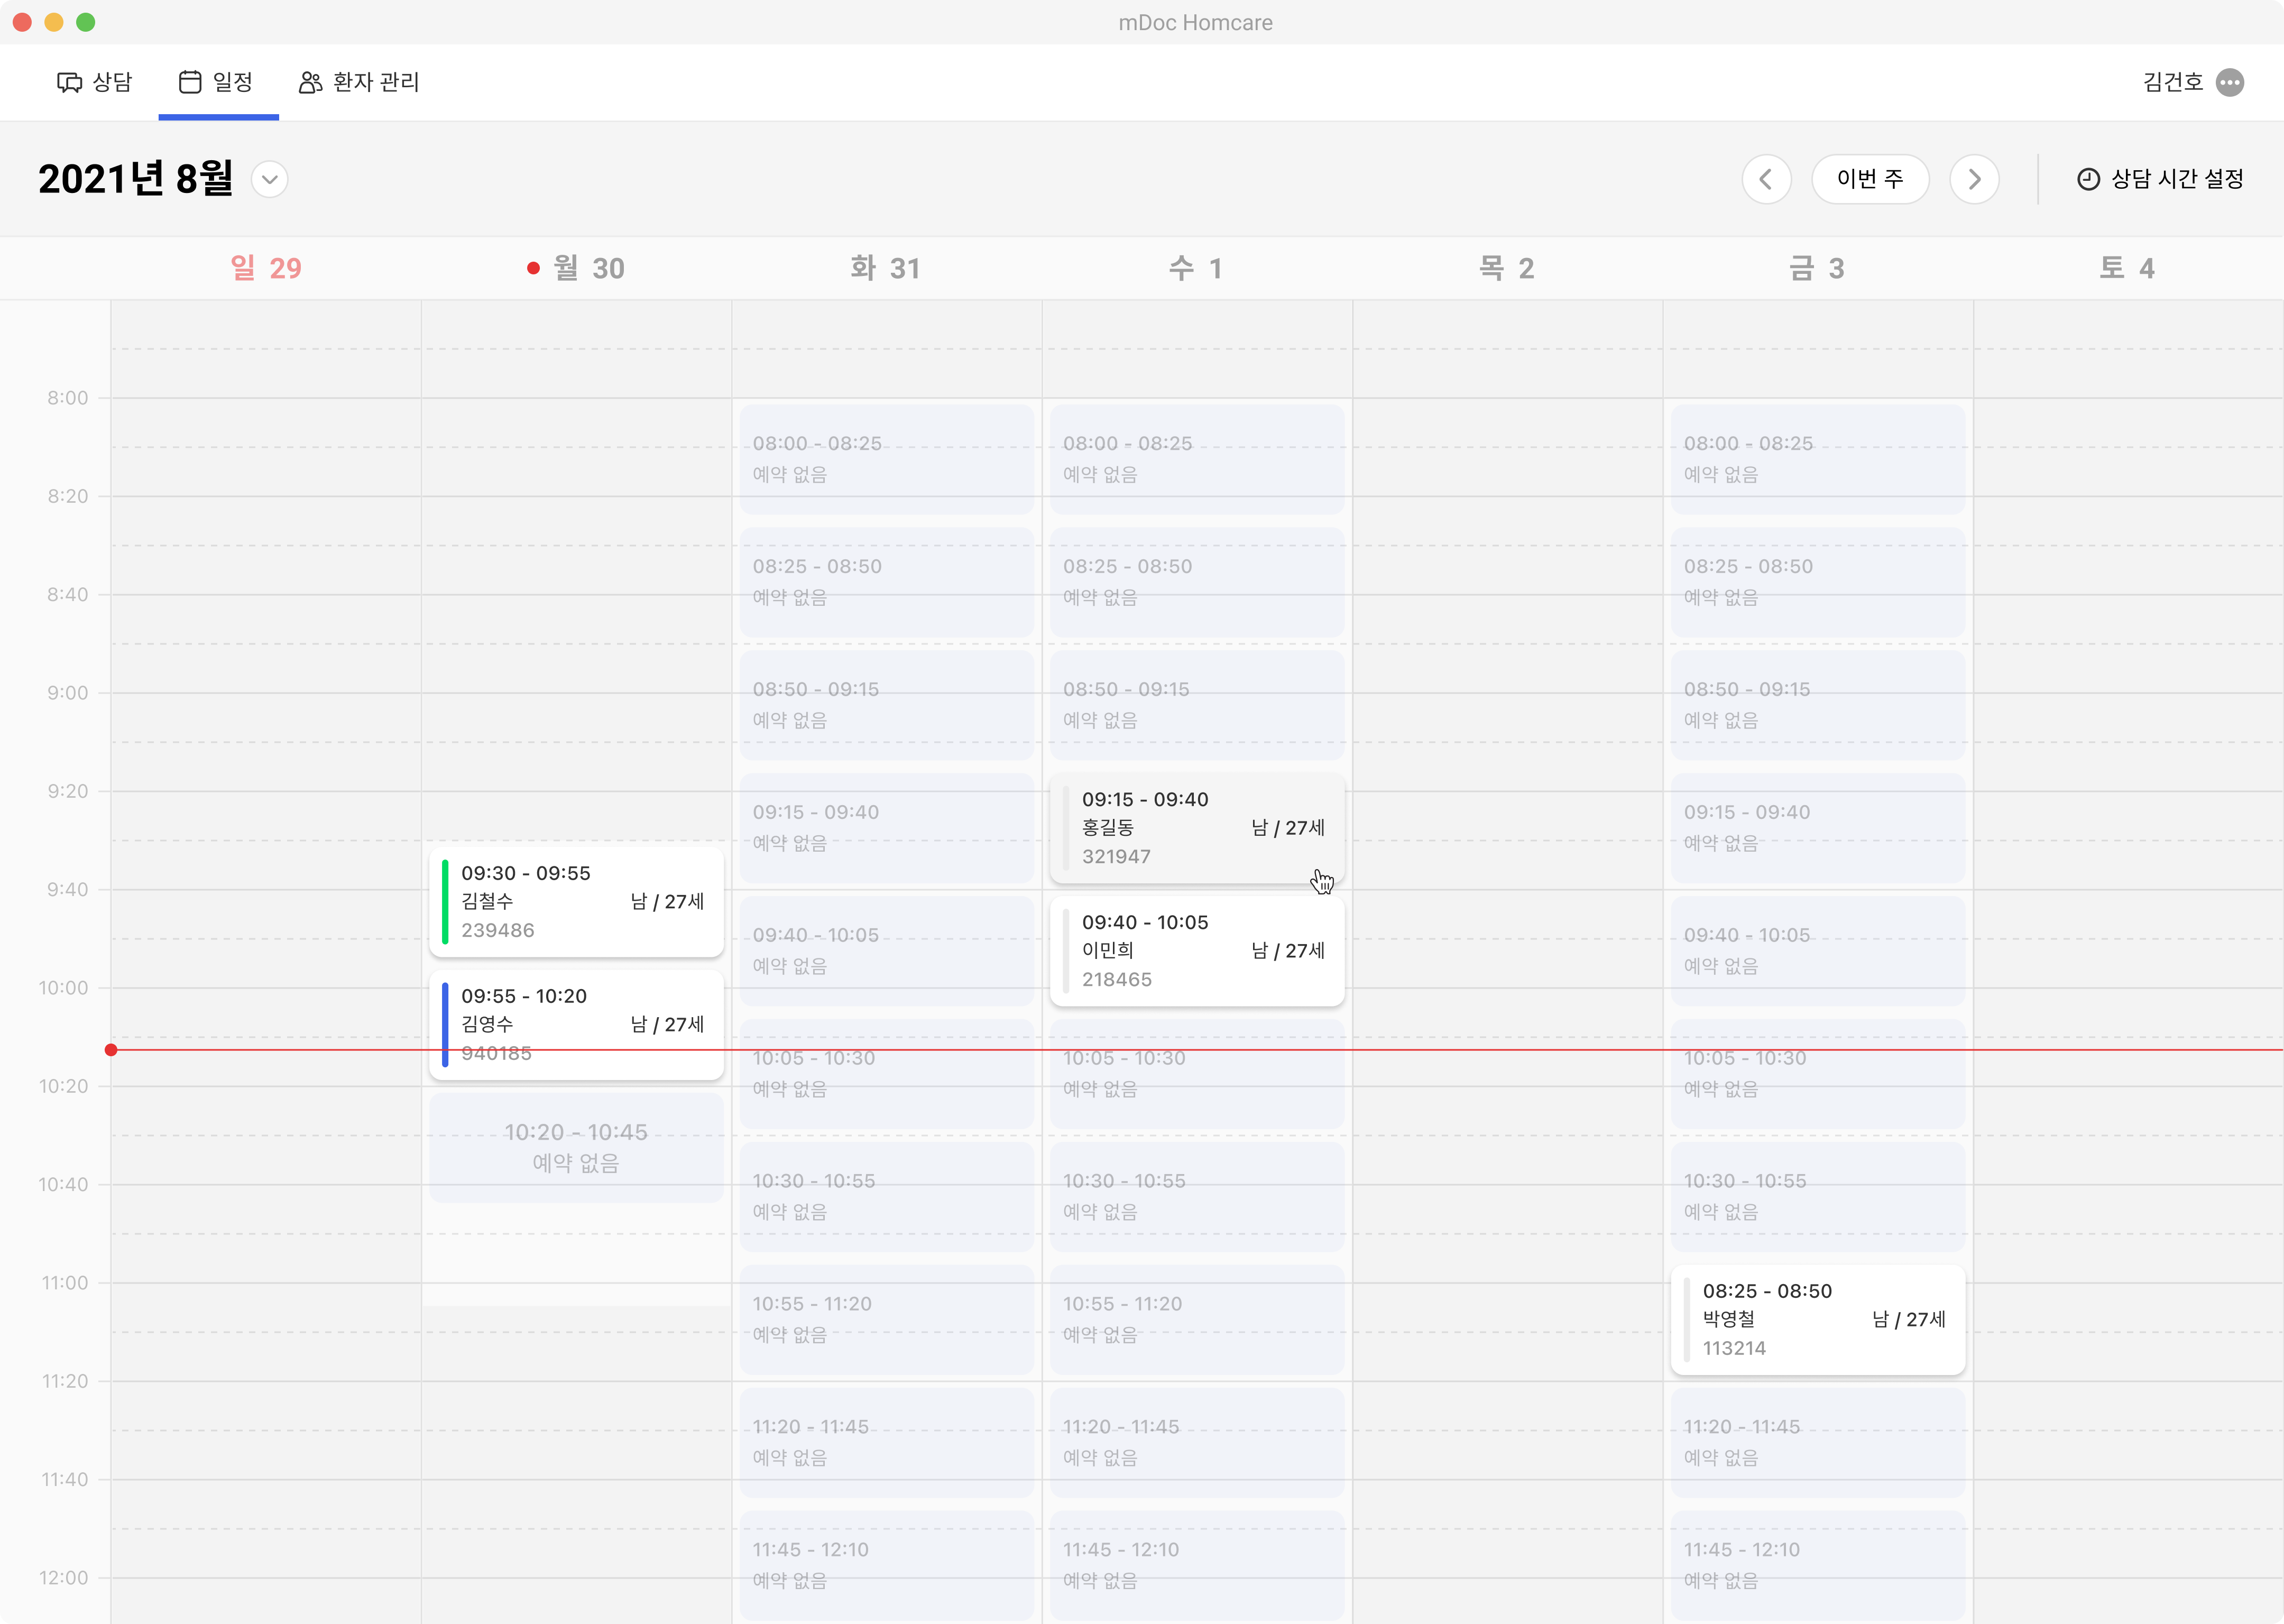 mDoc Homcare
상담
일정
환자 관리
김건호
2021년 8월
이번 주
상담 시간 설정
일 29
월 30
화 31
수 1
목 2
금 3
토 4
8:00
8:20
8:40
9:00
9:20
9:40
10:00
10:20
10:40
11:00
11:20
11:40
12:00
09:30 - 09:55
김철수 남 / 27세
239486
09:55 - 10:20
김영수 남 / 27세
940185
10:20 - 10:45
예약 없음
08:00 - 08:25
예약 없음
08:25 - 08:50
예약 없음
08:50 - 09:15
예약 없음
09:15 - 09:40
예약 없음
09:40 - 10:05
예약 없음
10:05 - 10:30
예약 없음
10:30 - 10:55
예약 없음
10:55 - 11:20
예약 없음
11:20 - 11:45
예약 없음
11:45 - 12:10
예약 없음
08:00 - 08:25
예약 없음
08:25 - 08:50
예약 없음
08:50 - 09:15
예약 없음
09:15 - 09:40
홍길동 남 / 27세
321947
09:40 - 10:05
이민희 남 / 27세
218465
10:05 - 10:30
예약 없음
10:30 - 10:55
예약 없음
10:55 - 11:20
예약 없음
11:20 - 11:45
예약 없음
11:45 - 12:10
예약 없음
08:00 - 08:25
예약 없음
08:25 - 08:50
예약 없음
08:50 - 09:15
예약 없음
09:15 - 09:40
예약 없음
09:40 - 10:05
예약 없음
10:05 - 10:30
예약 없음
10:30 - 10:55
예약 없음
08:25 - 08:50
박영철 남 / 27세
113214
11:20 - 11:45
예약 없음
11:45 - 12:10
예약 없음